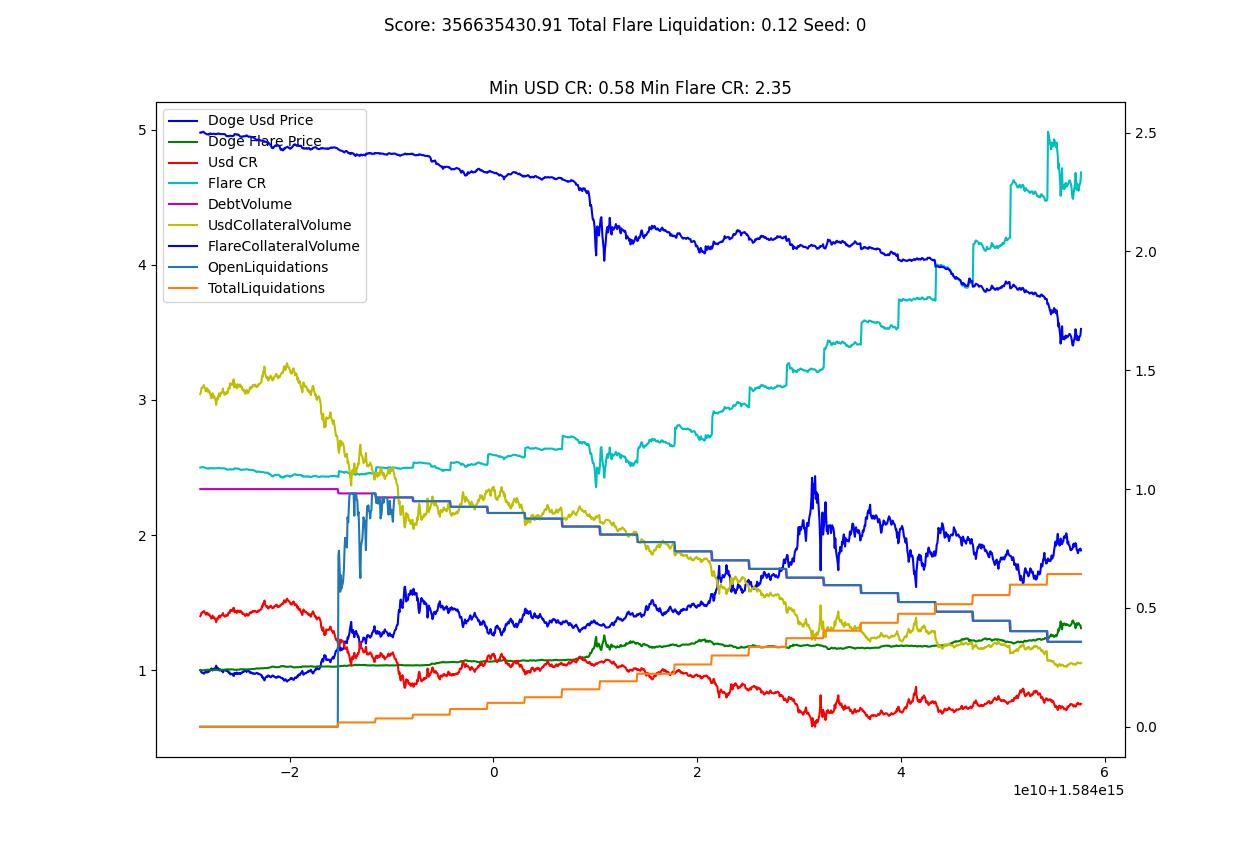 Score: 356635430.91 Total Flare Liquidation: 0.12 Seed: 0
Min USD CR: 0.58 Min Flare CR: 2.35
Doge Usd Price
Doge Flare Price
Usd CR
Flare CR
DebtVolume
UsdCollateralVolume
FlareCollateralVolume
OpenLiquidations
TotalLiquidations
5
4
3
2
1
2.5
2.0
1.5
1.0
0.5
0.0
−2
0
2
4
6
1e10+1.584e15